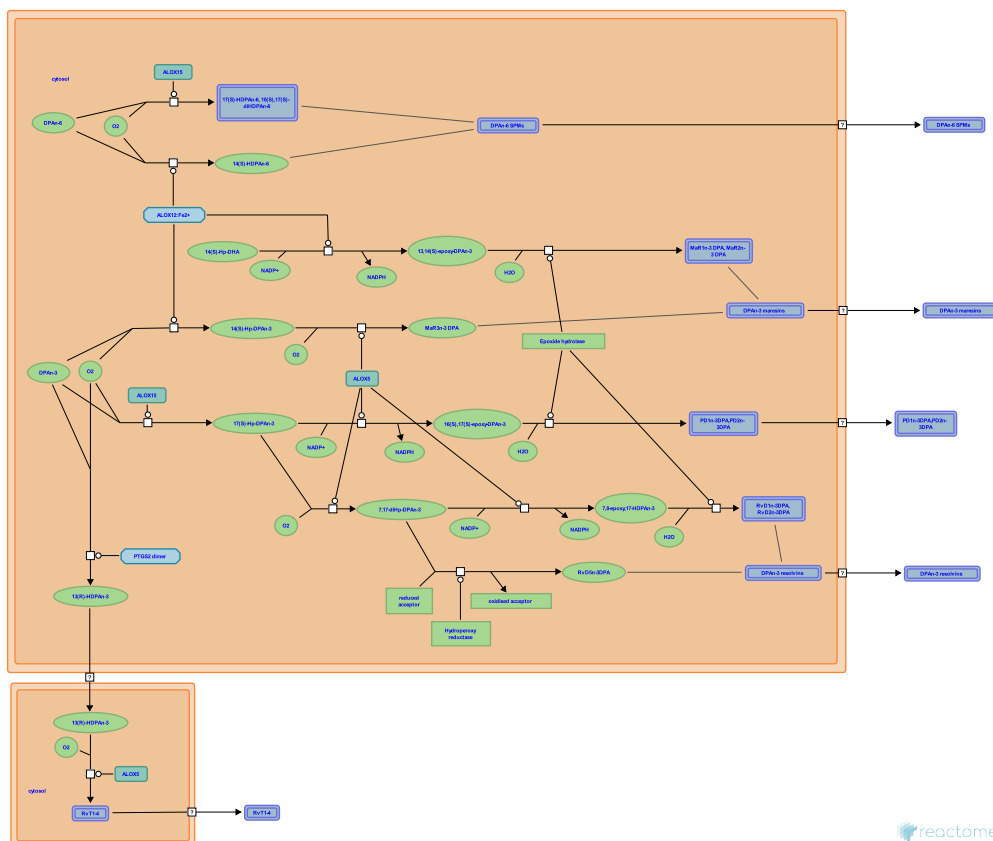 cytosol
ALOX15
17(S)-HDPAn-6, 10(S),17(S)-
diHDPAn-6
DPAn-6
O2
DPAn-6 SPMs
DPAn-6 SPMs
14(S)-HDPAn-6
ALOX12:Fe2+
14(S)-Hp-DHA
NADP+
NADPH
13,14(S)-epoxy-DPAn-3
H2O
MaR1n-3 DPA, MaR2n-
3 DPA
DPAn-3 maresins
DPAn-3 maresins
14(S)-Hp-DPAn-3
O2
MaR3n-3 DPA
Epoxide hydrolase
DPAn-3
O2
ALOX5
ALOX15
17(S)-Hp-DPAn-3
NADP+
NADPH
16(S),17(S)-epoxy-DPAn-3
H2O
PD1n-3DPA,PD2n-
3DPA
PD1n-3DPA,PD2n-
3DPA
O2
7,17-diHp-DPAn-3
NADP+
NADPH
7,8-epoxy,17-HDPAn-3
H2O
RvD1n-3DPA,
RvD2n-3DPA
PTGS2 dimer
RvD5n-3DPA
DPAn-3 resolvins
DPAn-3 resolvins
13(R)-HDPAn-3
reduced
acceptor
oxidised acceptor
Hydroperoxy
reductase
?
?
?
?
?
13(R)-HDPAn-3
O2
ALOX5
cytosol
RvT1-4
?
RvT1-4
reactome